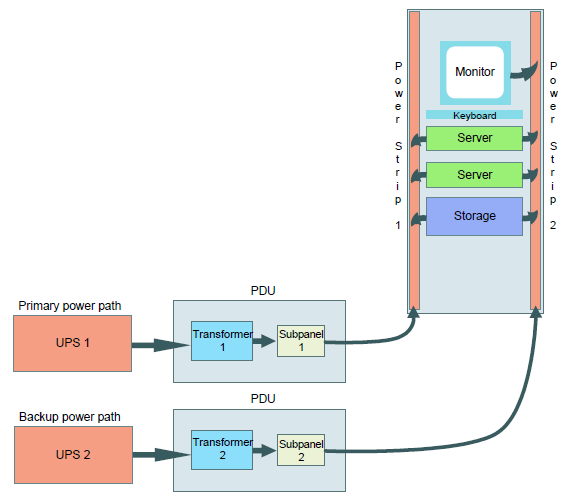 Power Strip 1
Power Strip 2
Monitor
Keyboard
Server
Server
Storage
PDU
Primary power path
UPS 1
Transformer
1
Subpanel
1
PDU
Backup power path
UPS 2
Transformer
2
Subpanel
2